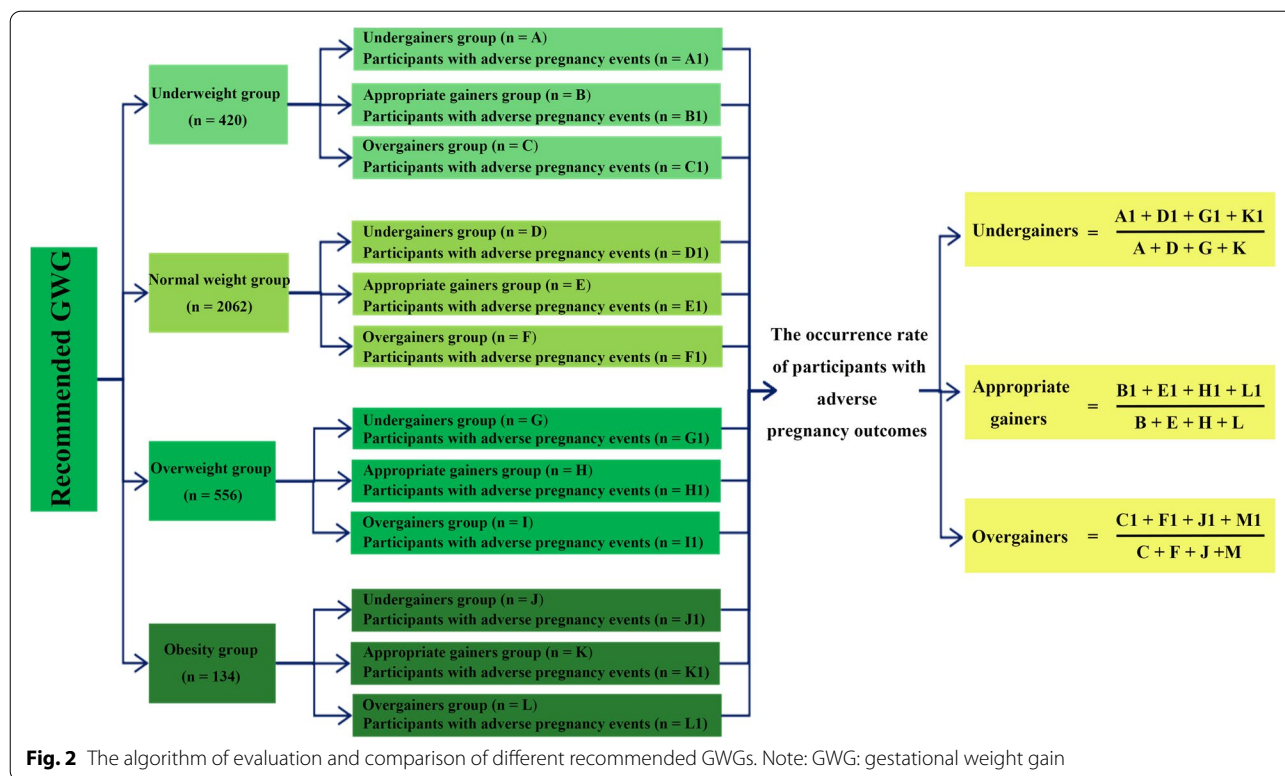 Recommended GWG
Underweight group
(n = 420)
Normal weight group
(n = 2062)
Overweight group
(n = 556)
Obesity group
(n = 134)
Undergainers group (n = A)
Participants with adverse pregnancy events (n = A1)
Appropriate gainers group (n = B)
Participants with adverse pregnancy events (n = B1)
Overgainers group (n = C)
Participants with adverse pregnancy events (n = C1)
Undergainers group (n = D)
Participants with adverse pregnancy events (n = D1)
Appropriate gainers group (n = E)
Participants with adverse pregnancy events (n = E1)
Overgainers group (n = F)
Participants with adverse pregnancy events (n = F1)
Undergainers group (n = G)
Participants with adverse pregnancy events (n = G1)
Appropriate gainers group (n = H)
Participants with adverse pregnancy events (n = H1)
Overgainers group (n = I)
Participants with adverse pregnancy events (n = I1)
Undergainers group (n = J)
Participants with adverse pregnancy events (n = J1)
Appropriate gainers group (n = K)
Participants with adverse pregnancy events (n = K1)
Overgainers group (n = L)
Participants with adverse pregnancy events (n = L1)
The occurrence rate
of participants with
adverse
pregnancy outcomes
A1 + D1 + G1 + K1
Undergainers =
A + D + G + K
B1 + E1 + H1 + L1
Appropriate
gainers =
B + E + H + L
C1 + F1 + J1 + M1
Overgainers =
C + F + J +M
Fig. 2 The algorithm of evaluation and comparison of different recommended GWGs. Note: GWG: gestational weight gain